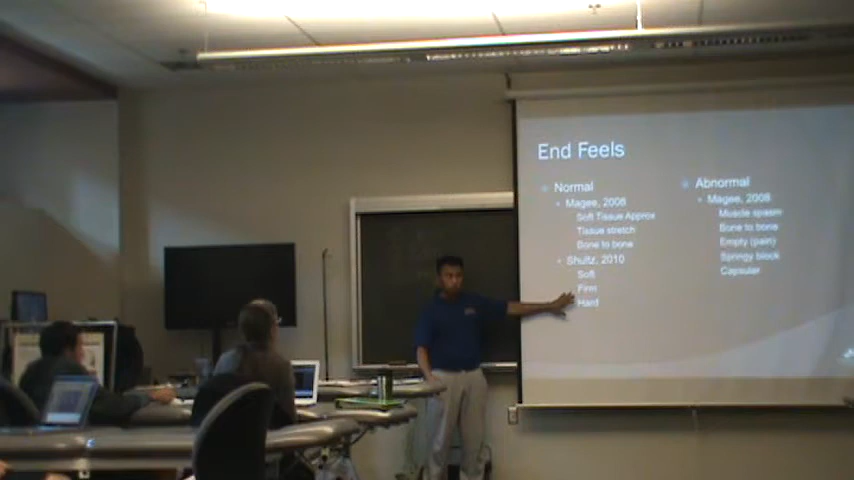 End Feels
Normal
Magee, 2008
Soft Tissue Approx
Tissue stretch
Bone to bone
Shultz, 2010
Soft
Firm
Hard
Abnormal
Magee, 2008
Muscle spasm
Bone to bone
Empty (pain)
Springy block
Capsular